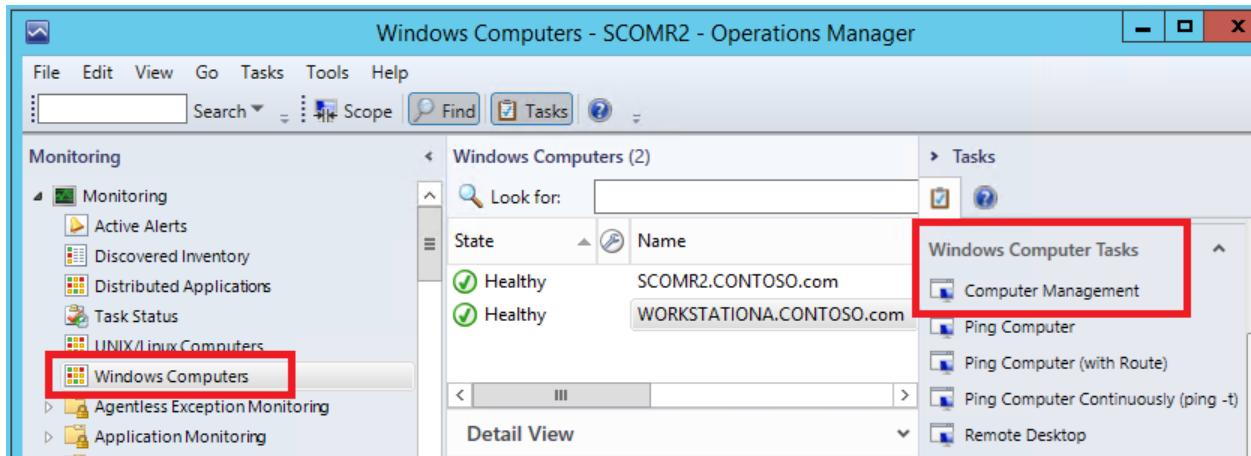 Windows Computers - SCOMR2 - Operations Manager
File Edit View Go Tasks Tools Help
Search Scope Find Tasks
Monitoring
Monitoring
Active Alerts
Discovered Inventory
Distributed Applications
Task Status
UNIX/Linux Computers
Windows Computers
Agentless Exception Monitoring
Application Monitoring
Windows Computers (2)
Look for:
State Name
Healthy SCOMR2.CONTOSO.com
Healthy WORKSTATIONA.CONTOSO.com
Detail View
Tasks
Windows Computer Tasks
Computer Management
Ping Computer
Ping Computer (with Route)
Ping Computer Continuously (ping -t)
Remote Desktop